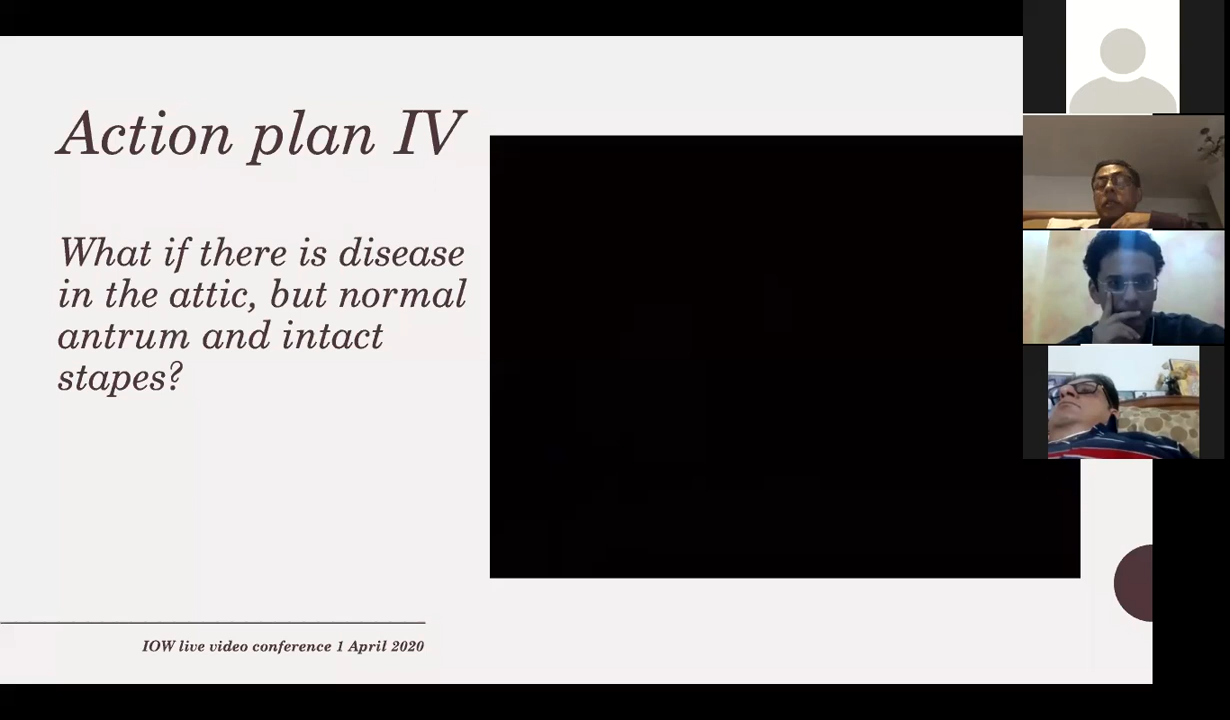 Action plan IV
What if there is disease
in the attic, but normal
antrum and intact
stapes?
IOW live video conference 1 April 2020